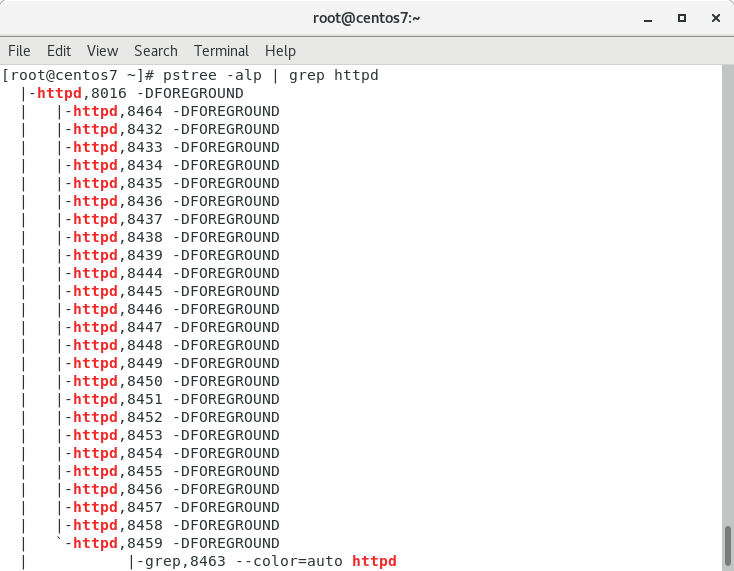 root@centos7:~
File Edit View Search Terminal Help
[root@centos7 ~]# pstree -alp | grep httpd
  |-httpd,8016 -DFOREGROUND
  |   |-httpd,8464 -DFOREGROUND
  |   |-httpd,8432 -DFOREGROUND
  |   |-httpd,8433 -DFOREGROUND
  |   |-httpd,8434 -DFOREGROUND
  |   |-httpd,8435 -DFOREGROUND
  |   |-httpd,8436 -DFOREGROUND
  |   |-httpd,8437 -DFOREGROUND
  |   |-httpd,8438 -DFOREGROUND
  |   |-httpd,8439 -DFOREGROUND
  |   |-httpd,8444 -DFOREGROUND
  |   |-httpd,8445 -DFOREGROUND
  |   |-httpd,8446 -DFOREGROUND
  |   |-httpd,8447 -DFOREGROUND
  |   |-httpd,8448 -DFOREGROUND
  |   |-httpd,8449 -DFOREGROUND
  |   |-httpd,8450 -DFOREGROUND
  |   |-httpd,8451 -DFOREGROUND
  |   |-httpd,8452 -DFOREGROUND
  |   |-httpd,8453 -DFOREGROUND
  |   |-httpd,8454 -DFOREGROUND
  |   |-httpd,8455 -DFOREGROUND
  |   |-httpd,8456 -DFOREGROUND
  |   |-httpd,8457 -DFOREGROUND
  |   |-httpd,8458 -DFOREGROUND
  |   `-httpd,8459 -DFOREGROUND
  |           |-grep,8463 --color=auto httpd